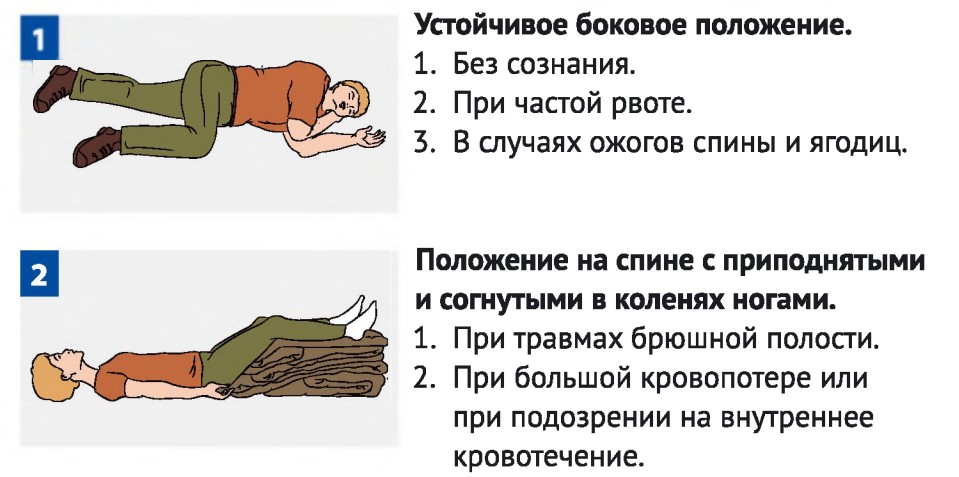 1
Устойчивое боковое положение.
1. Без сознания.
2. При частой рвоте.
3. В случаях ожогов спины и ягодиц.
2
Положение на спине с приподнятыми
и согнутыми в коленях ногами.
1. При травмах брюшной полости.
2. При большой кровопотере или
при подозрении на внутреннее
кровотечение.